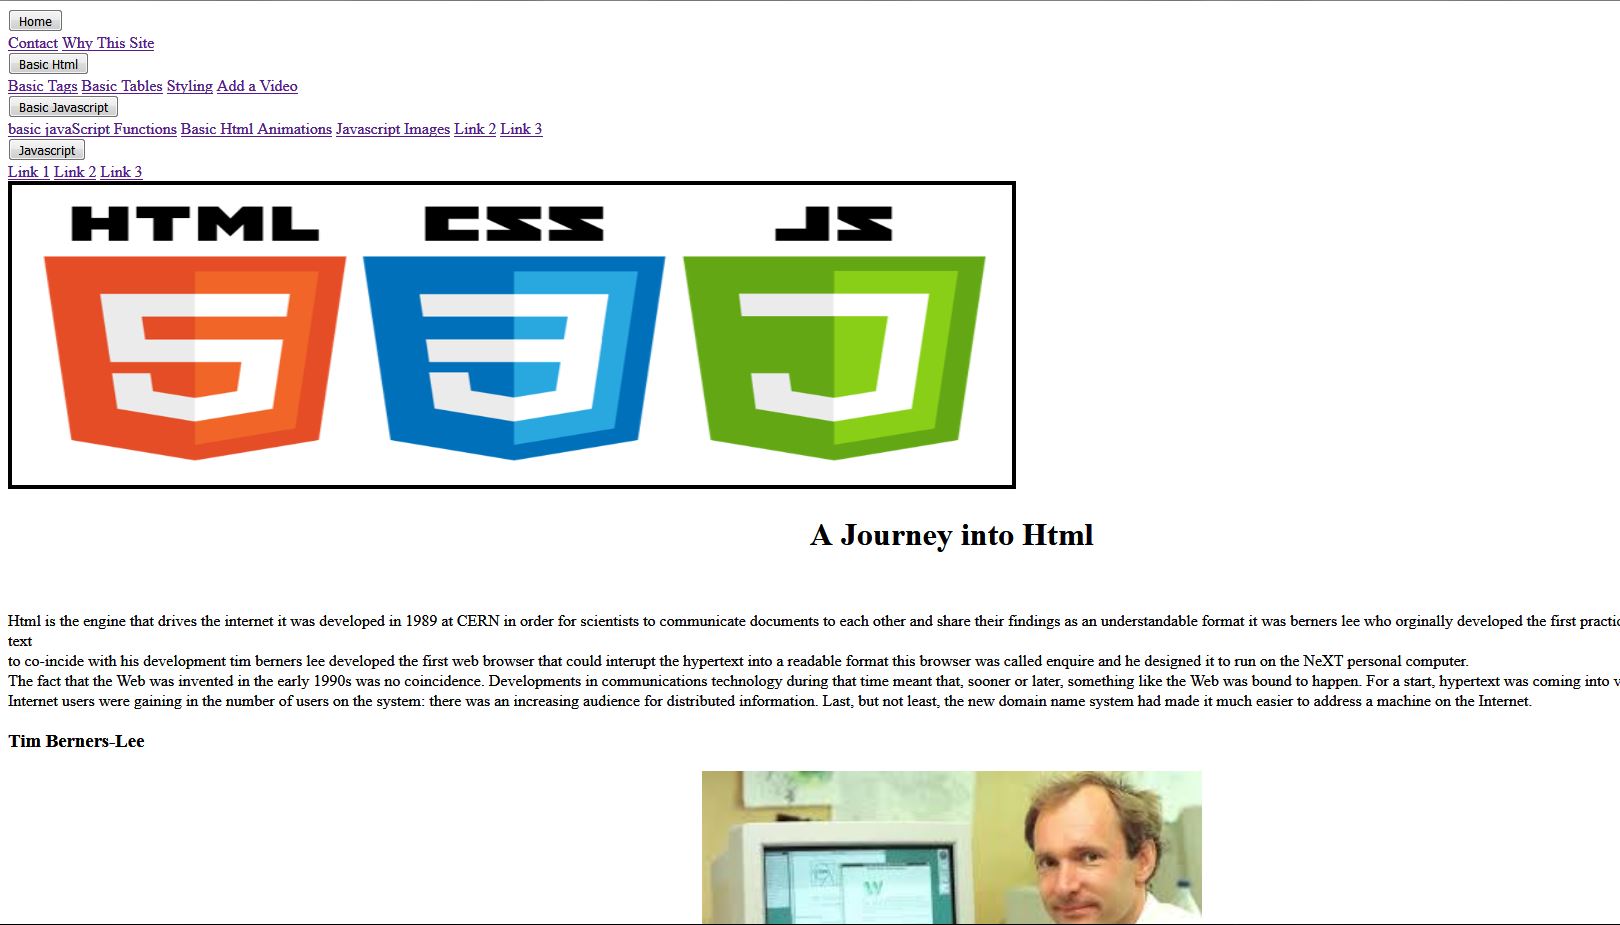 Home
Contact Why This Site
Basic Html
Basic Tags Basic Tables Styling Add a Video
Basic Javascript
basic javaScript Functions Basic Html Animations Javascript Images Link 2 Link 3
Javascript
Link 1 Link 2 Link 3
HTML CSS JS
A Journey into Html
Html is the engine that drives the internet it was developed in 1989 at CERN in order for scientists to communicate documents to each other and share their findings as an understandable format it was berners lee who orginally developed the first
text
to co-incide with his development tim berners lee developed the first web browser that could interupt the hypertext into a readable format this browser was called enquire and he designed it to run on the NeXT personal computer.
The fact that the Web was invented in the early 1990s was no coincidence. Developments in communications technology during that time meant that, sooner or later, something like the Web was bound to happen. For a start, hypertext was coming into
Internet users were gaining in the number of users on the system: there was an increasing audience for distributed information. Last, but not least, the new domain name system had made it much easier to address a machine on the Internet.
Tim Berners-Lee